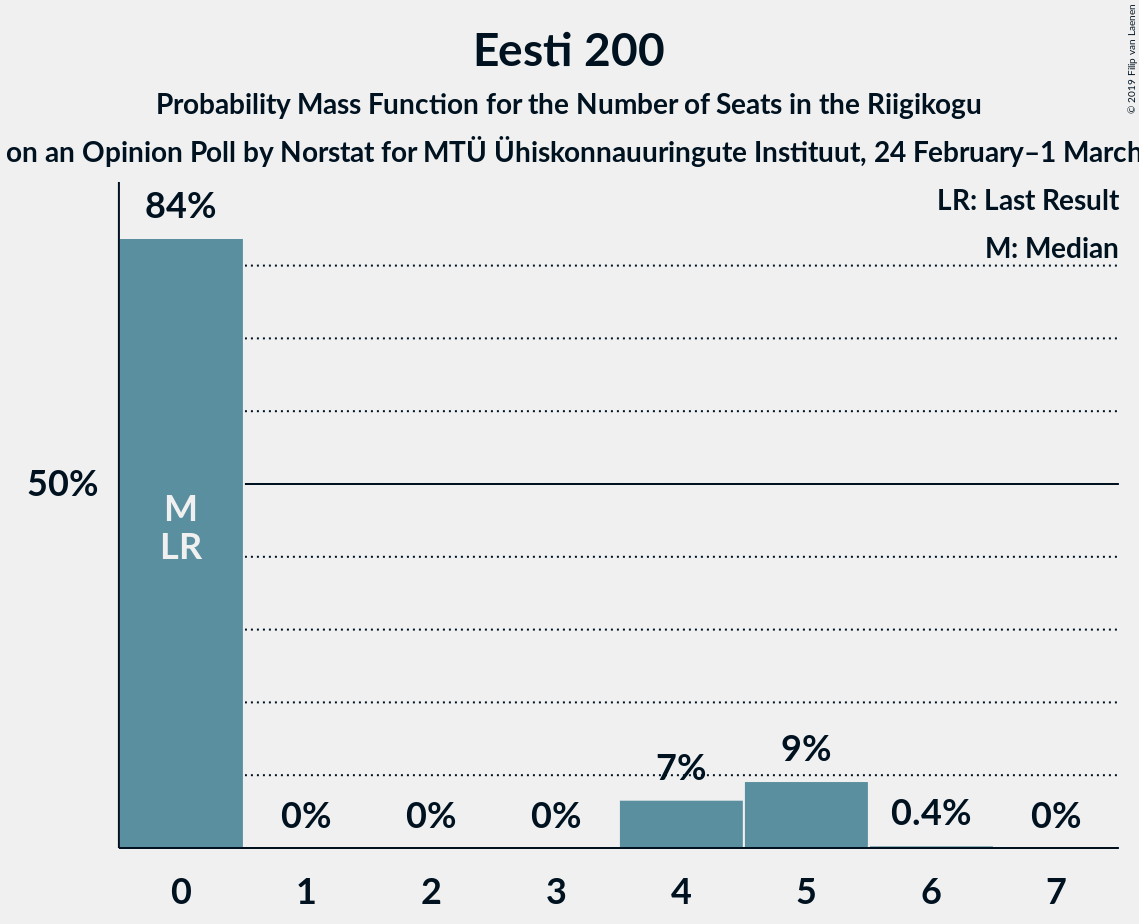 Eesti 200
Probability Mass Function for the Number of Seats in the Riigikogu
on an Opinion Poll by Norstat for MTÜ Ühiskonnauuringute Instituut, 24 February–1 March
© 2019 Filip van Laenen
LR: Last Result
M: Median
84%
50%
M
LR
0%
0%
0%
7%
9%
0.4%
0%
0 1 2 3 4 5 6 7